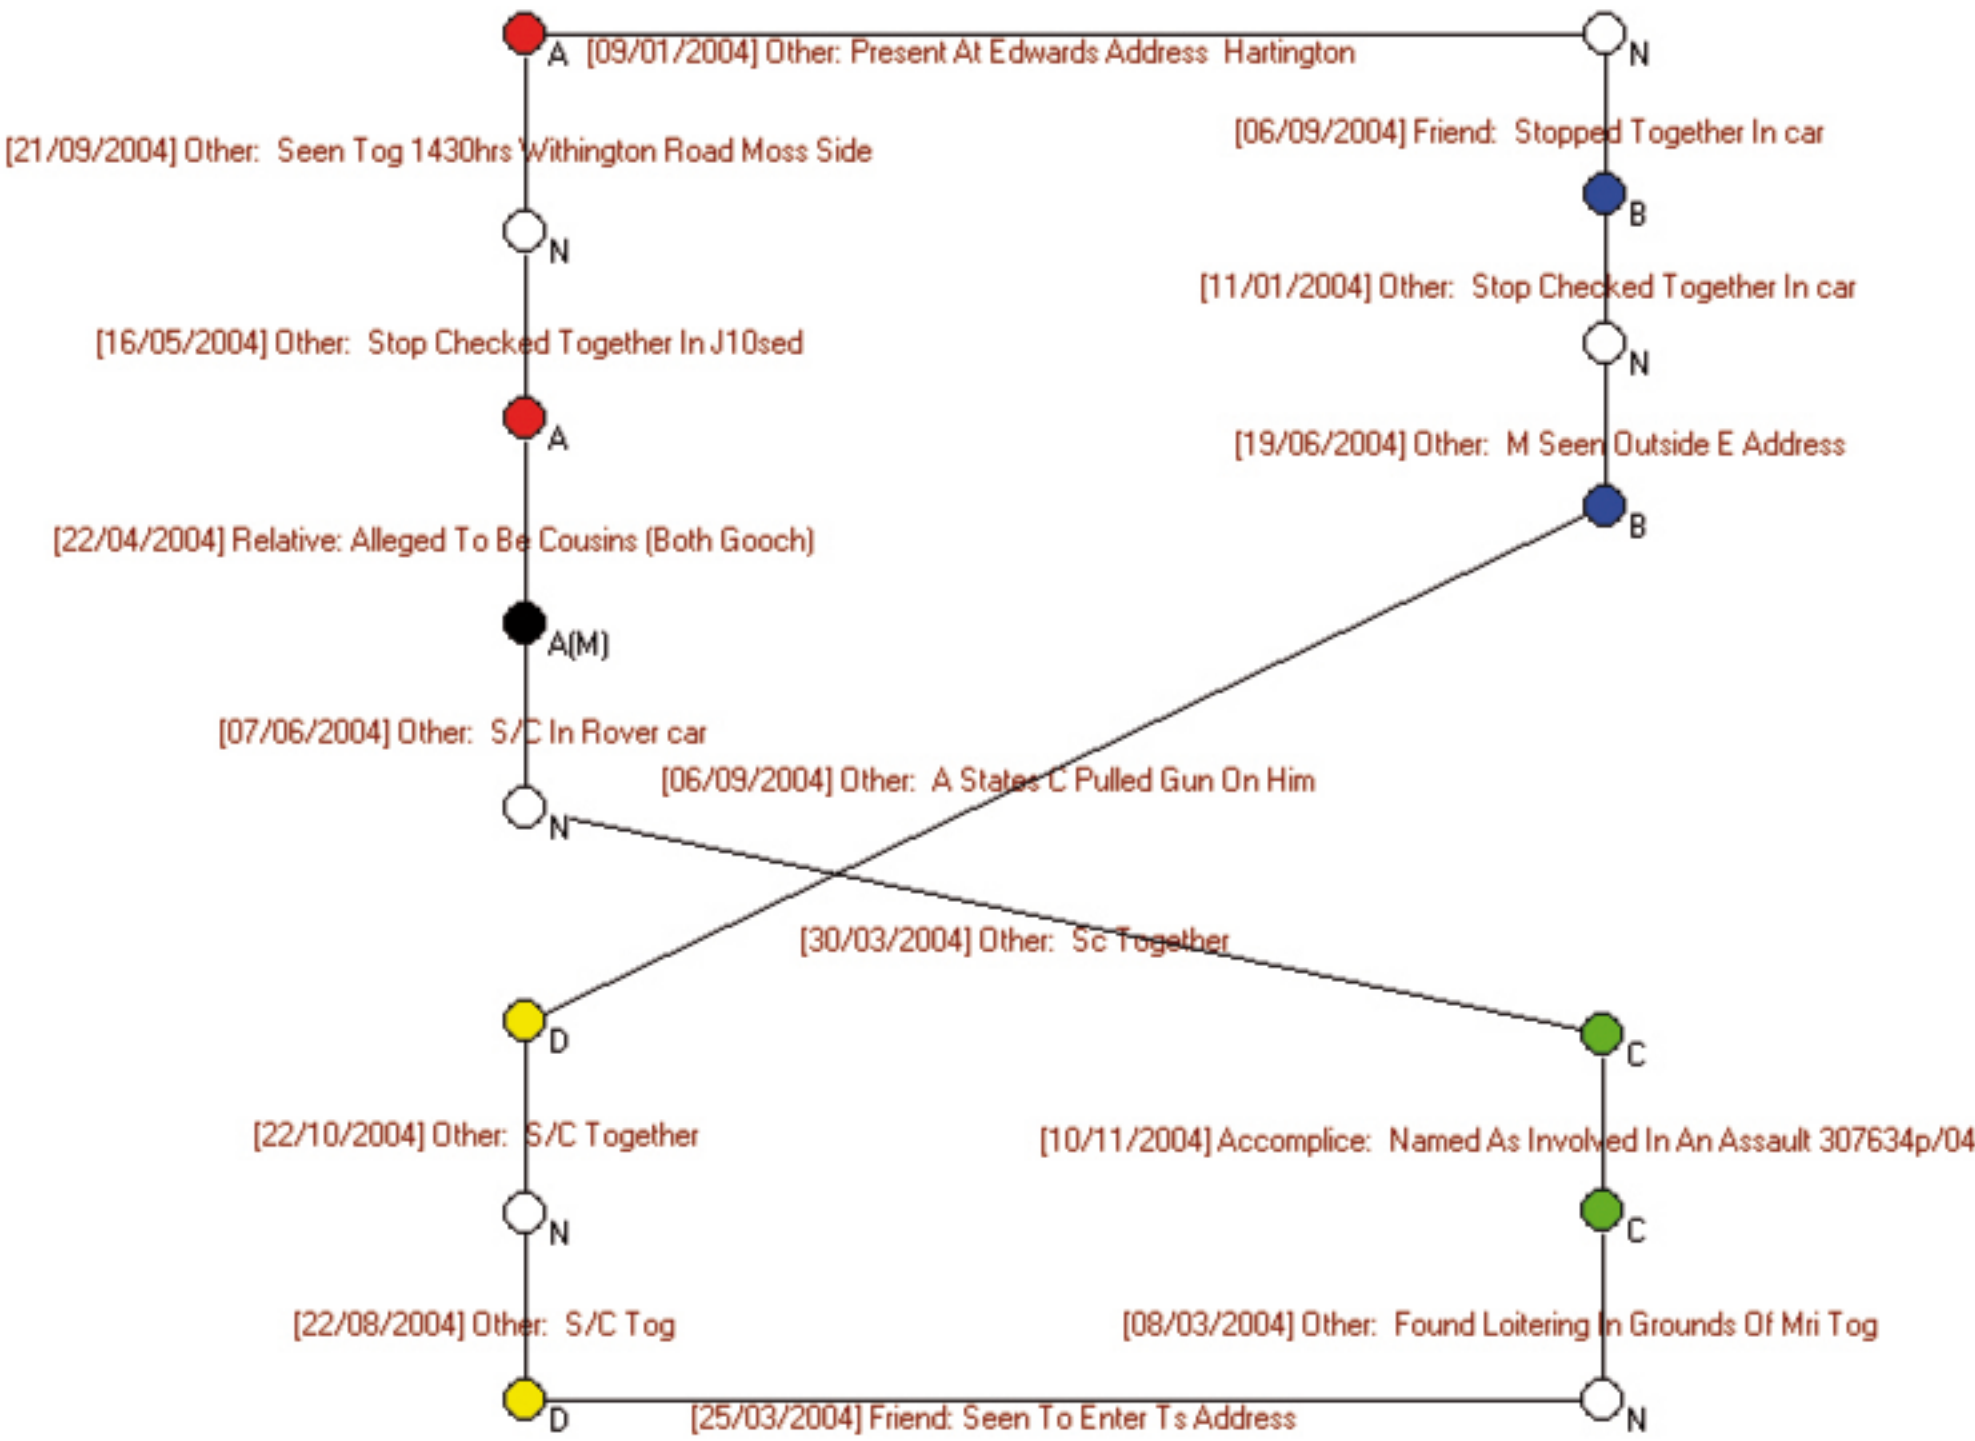 A [09/01/2004] Other: Present At Edwards Address Hartington N
[06/09/2004] Friend: Stopped Together In car
[21/09/2004] Other: Seen Tog 1430hrs Withington Road Moss Side
B
N
[11/01/2004] Other: Stop Checked Together In car
[16/05/2004] Other: Stop Checked Together In J10sed
N
A
[19/06/2004] Other: M Seen Outside E Address
B
[22/04/2004] Relative: Alleged To Be Cousins (Both Gooch)
A(M)
[07/06/2004] Other: S/C In Rover car
[06/09/2004] Other: A States C Pulled Gun On Him
N
[30/03/2004] Other: Sc Together
D
C
[22/10/2004] Other: S/C Together
[10/11/2004] Accomplice: Named As Involved In An Assault 307634p/04
N
C
[22/08/2004] Other: S/C Tog
[08/03/2004] Other: Found Loitering In Grounds Of Mri Tog
D
[25/03/2004] Friend: Seen To Enter Ts Address
N